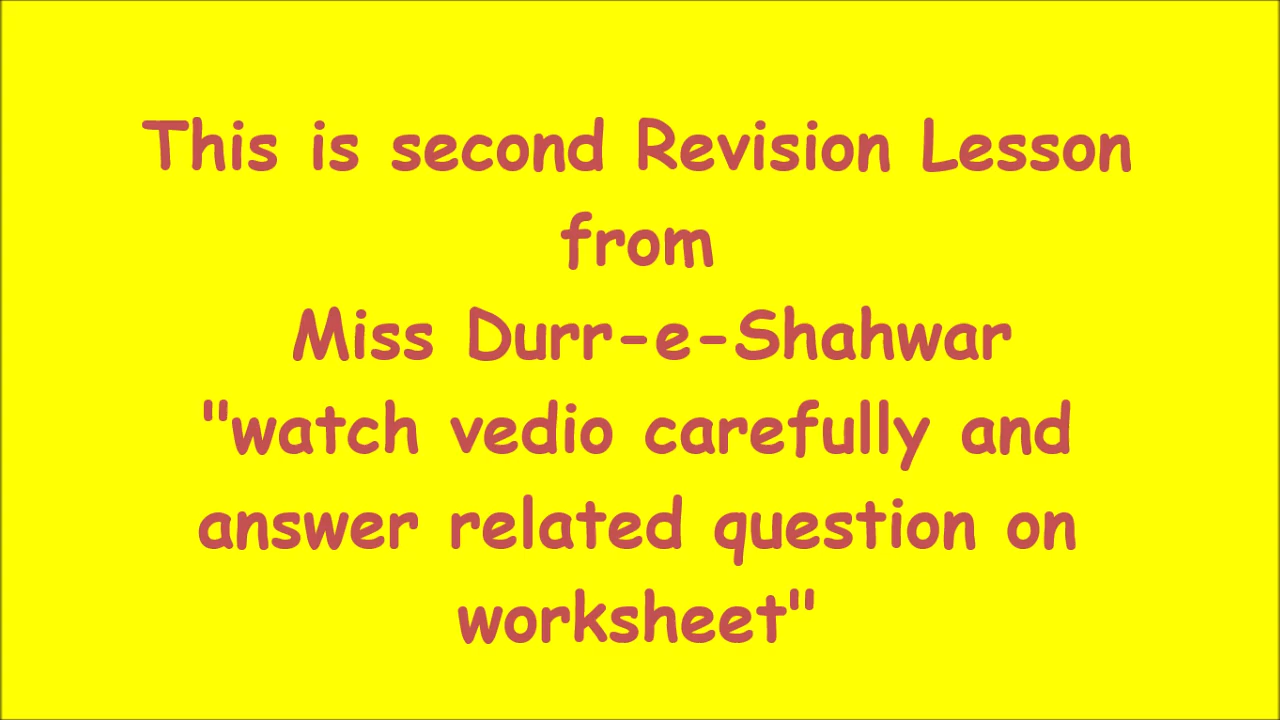 This is second Revision Lesson
from
Miss Durr-e-Shahwar
"watch vedio carefully and
answer related question on
worksheet"